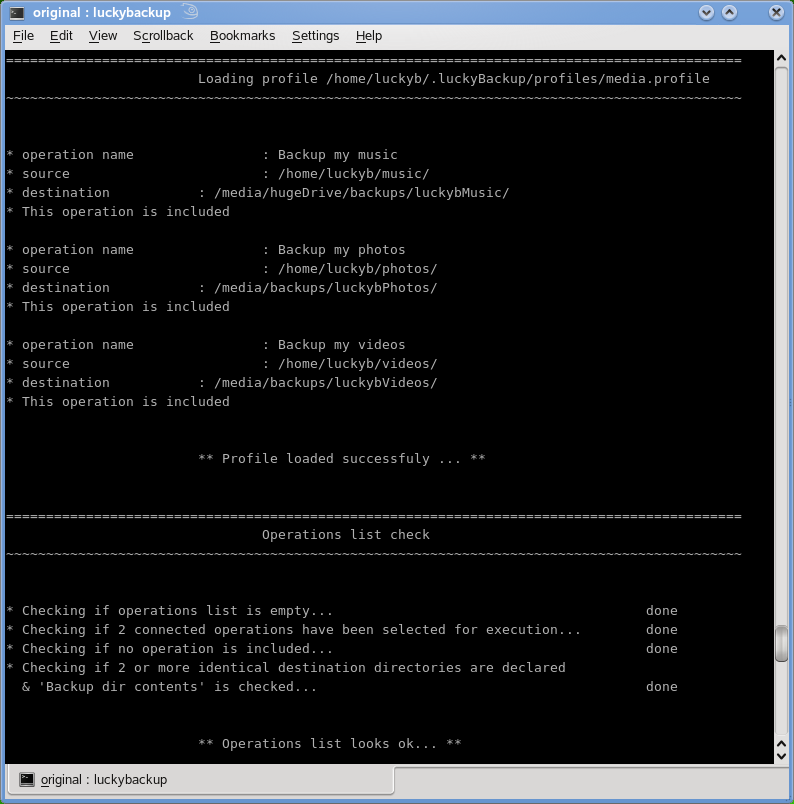 original : luckybackup
File Edit View Scrollback Bookmarks Settings Help
============================================================================================
Loading profile /home/luckyb/.luckyBackup/profiles/media.profile
~~~~~~~~~~~~~~~~~~~~~~~~~~~~~~~~~~~~~~~~~~~~~~~~~~~~~~~~~~~~~~~~~~~~~~~~~~~~~~~~~~~~~~~~~~~~
* operation name : Backup my music
* source : /home/luckyb/music/
* destination : /media/hugeDrive/backups/luckybMusic/
* This operation is included
* operation name : Backup my photos
* source : /home/luckyb/photos/
* destination : /media/backups/luckybPhotos/
* This operation is included
* operation name : Backup my videos
* source : /home/luckyb/videos/
* destination : /media/backups/luckybVideos/
* This operation is included
** Profile loaded successfuly ... **
============================================================================================
Operations list check
~~~~~~~~~~~~~~~~~~~~~~~~~~~~~~~~~~~~~~~~~~~~~~~~~~~~~~~~~~~~~~~~~~~~~~~~~~~~~~~~~~~~~~~~~~~~
* Checking if operations list is empty... done
* Checking if 2 connected operations have been selected for execution... done
* Checking if no operation is included... done
* Checking if 2 or more identical destination directories are declared
& 'Backup dir contents' is checked... done
** Operations list looks ok... **
original : luckybackup